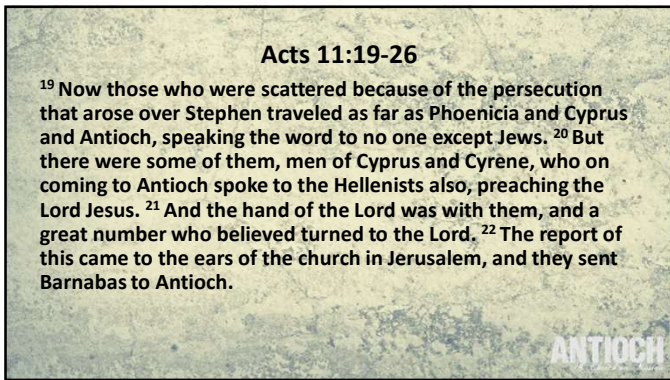 Acts 11:19-26
19 Now those who were scattered because of the persecution
that arose over Stephen traveled as far as Phoenicia and Cyprus
and Antioch, speaking the word to no one except Jews. 20 But
there were some of them, men of Cyprus and Cyrene, who on
coming to Antioch spoke to the Hellenists also, preaching the
Lord Jesus. 21 And the hand of the Lord was with them, and a
great number who believed turned to the Lord. 22 The report of
this came to the ears of the church in Jerusalem, and they sent
Barnabas to Antioch.
ANTIOCH